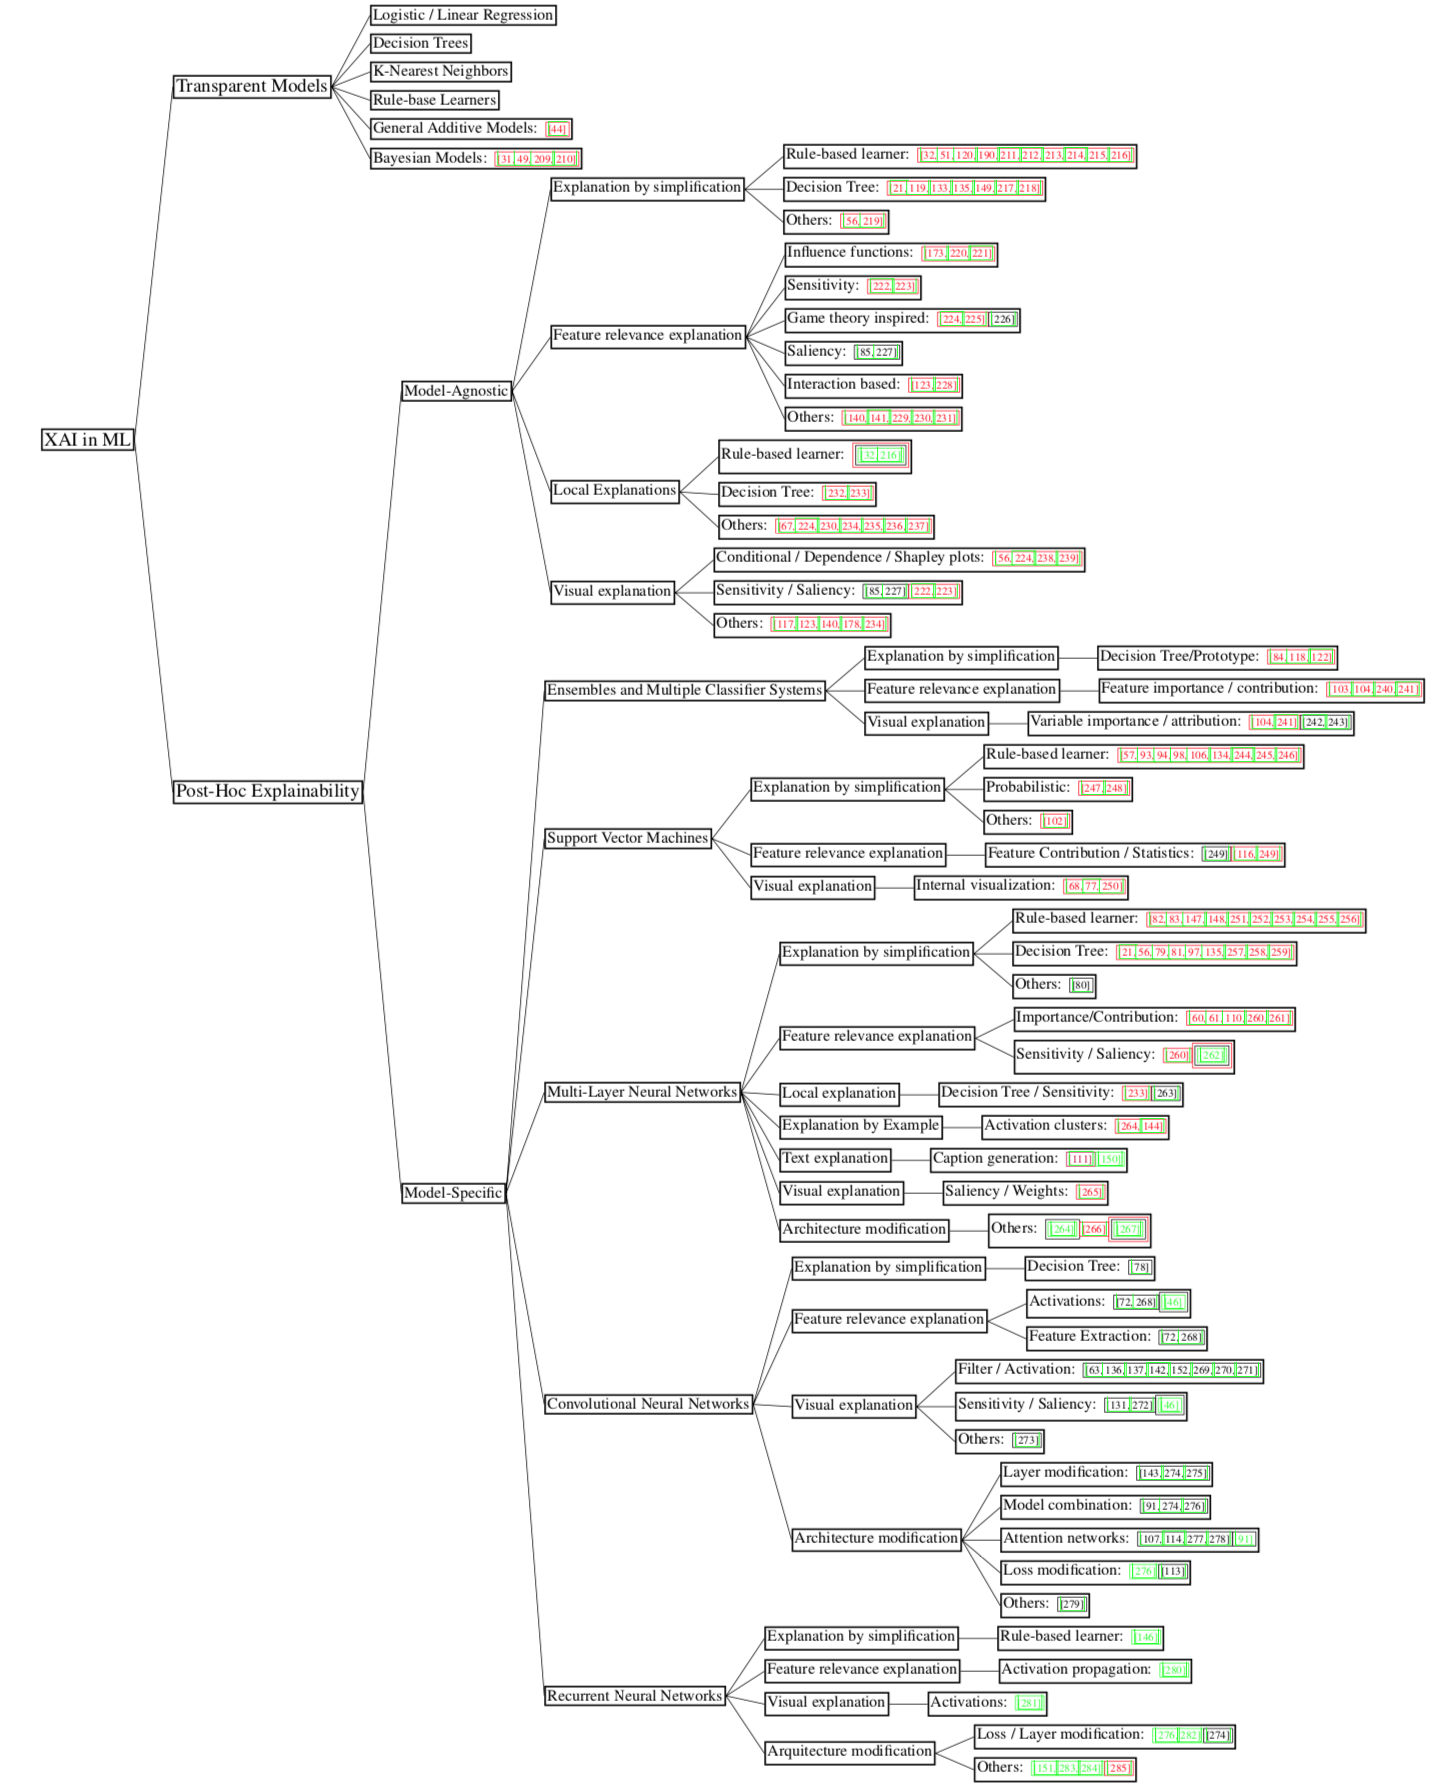 XAI in ML
Transparent Models
Logistic / Linear Regression
Decision Trees
K-Nearest Neighbors
Rule-base Learners
General Additive Models: [44]
Bayesian Models: [31, 49, 209, 210]
Post-Hoc Explainability
Model-Agnostic
Explanation by simplification
Rule-based learner: [32, 51, 120, 190, 211, 212, 213, 214, 215, 216]
Decision Tree: [21, 119, 133, 135, 149, 217, 218]
Others: [56, 219]
Feature relevance explanation
Influence functions: [173, 220, 221]
Sensitivity: [222, 223]
Game theory inspired: [224, 225] [226]
Saliency: [85, 227]
Interaction based: [123, 228]
Others: [140, 141, 229, 230, 231]
Local Explanations
Rule-based learner: [32, 216]
Decision Tree: [232, 233]
Others: [67, 224, 230, 234, 235, 236, 237]
Visual explanation
Conditional / Dependence / Shapley plots: [56, 224, 238, 239]
Sensitivity / Saliency: [85, 227] [222, 223]
Others: [117, 123, 140, 178, 234]
Model-Specific
Ensembles and Multiple Classifier Systems
Explanation by simplification
Decision Tree/Prototype: [84, 118, 122]
Feature relevance explanation
Feature importance / contribution: [103, 104, 240, 241]
Visual explanation
Variable importance / attribution: [104, 241] [242, 243]
Support Vector Machines
Explanation by simplification
Rule-based learner: [57, 93, 94, 98, 106, 134, 244, 245, 246]
Probabilistic: [247, 248]
Others: [102]
Feature relevance explanation
Feature Contribution / Statistics: [249] [116, 249]
Visual explanation
Internal visualization: [68, 77, 250]
Multi-Layer Neural Networks
Explanation by simplification
Rule-based learner: [82, 83, 147, 148, 251, 252, 253, 254, 255, 256]
Decision Tree: [21, 56, 79, 81, 97, 135, 257, 258, 259]
Others: [80]
Feature relevance explanation
Importance/Contribution: [60, 61, 110, 260, 261]
Sensitivity / Saliency: [260] [262]
Local explanation
Decision Tree / Sensitivity: [233] [263]
Explanation by Example
Activation clusters: [264, 144]
Text explanation
Caption generation: [111] [150]
Visual explanation
Saliency / Weights: [265]
Architecture modification
Others: [264] [266] [267]
Convolutional Neural Networks
Explanation by simplification
Decision Tree: [78]
Feature relevance explanation
Activations: [72, 268] [46]
Feature Extraction: [72, 268]
Visual explanation
Filter / Activation: [63, 136, 137, 142, 152, 269, 270, 271]
Sensitivity / Saliency: [131, 272] [46]
Others: [273]
Architecture modification
Layer modification: [143, 274, 275]
Model combination: [91, 274, 276]
Attention networks: [107, 114, 277, 278] [91]
Loss modification: [276] [113]
Others: [279]
Recurrent Neural Networks
Explanation by simplification
Rule-based learner: [146]
Feature relevance explanation
Activation propagation: [280]
Visual explanation
Activations: [281]
Arquitecture modification
Loss / Layer modification: [276, 282] [274]
Others: [151, 283, 284] [285]